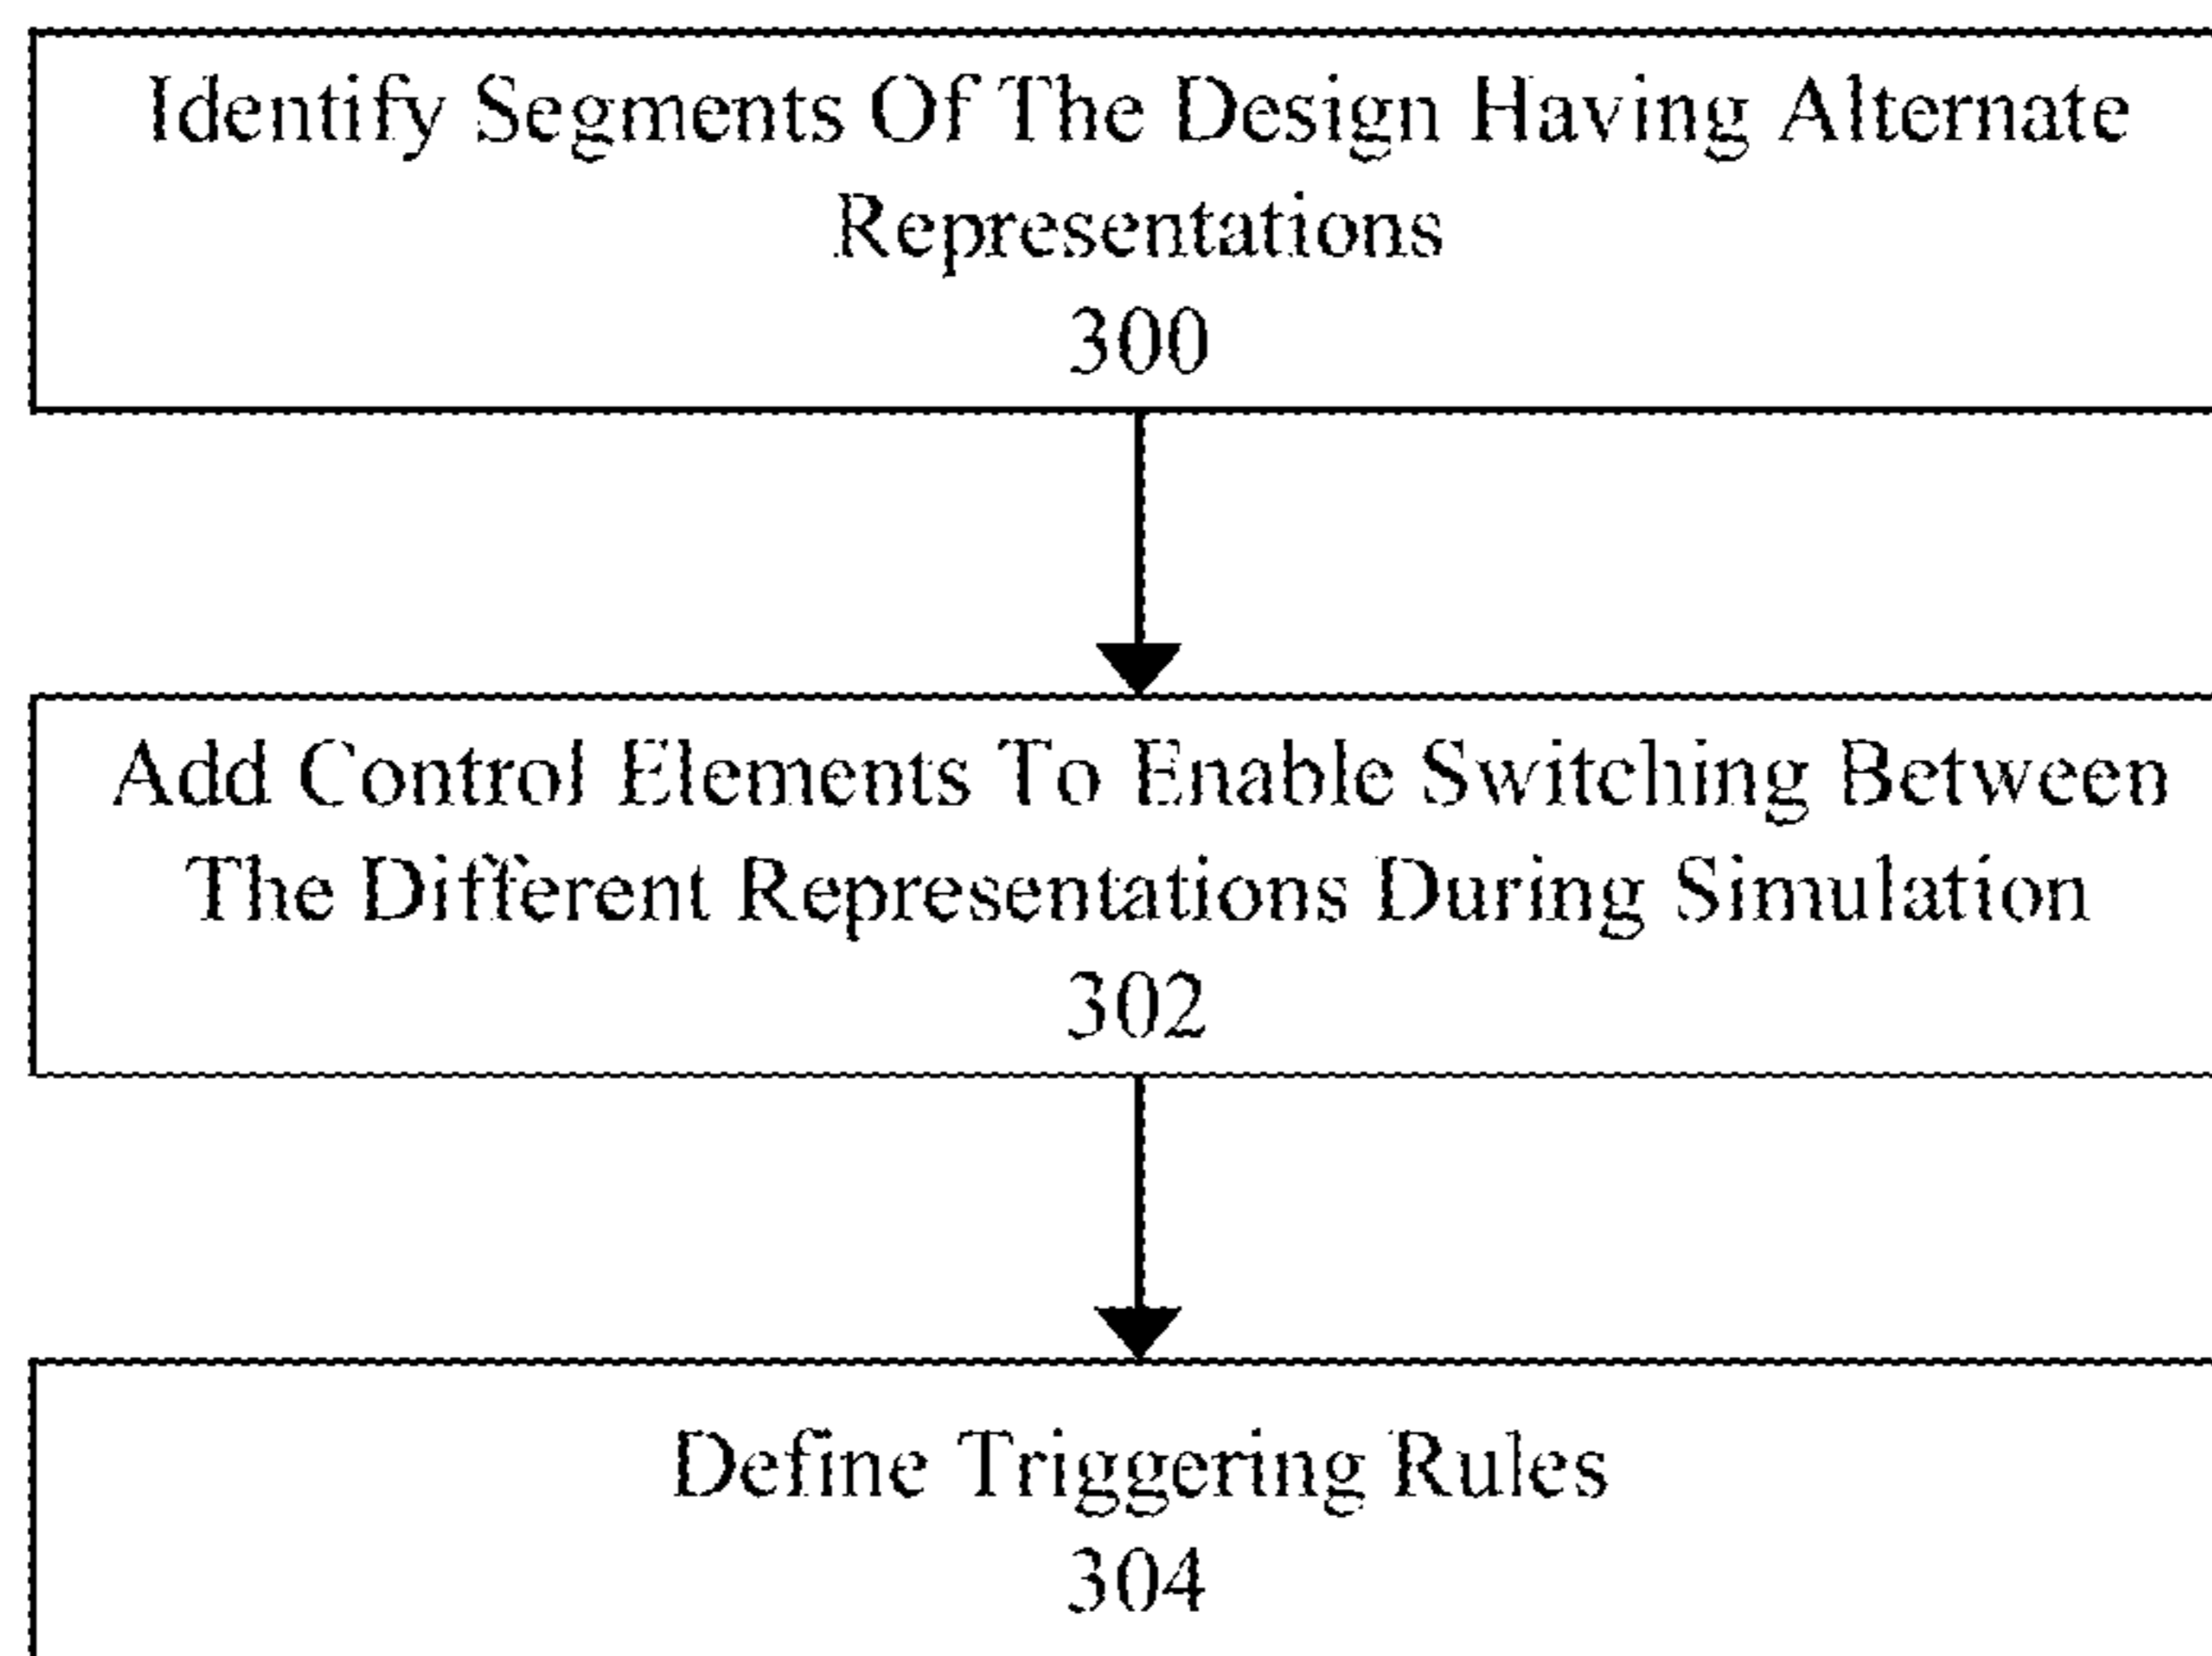 Identify Segments Of The Design Having Alternate
Representations
300
Add Control Elements To Enable Switching Between
The Different Representations During Simulation
302
Define Triggering Rules
304